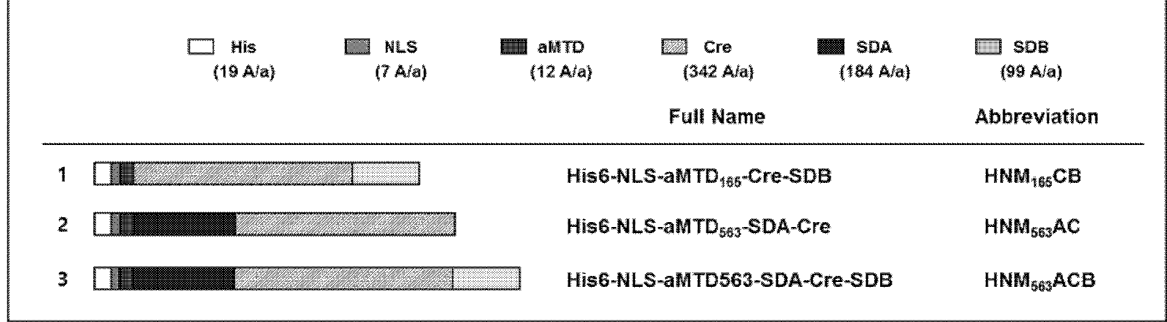 His NLS aMTD Cre SDA SDB
(19 A/a) (7 A/a) (12 A/a) (342 A/a) (184 A/a) (99 A/a)
Full Name Abbreviation
1 His6-NLS-aMTD₁₆₅-Cre-SDB HNM₁₆₅CB
2 His6-NLS-aMTD₅₆₃-SDA-Cre HNM₅₆₃AC
3 His6-NLS-aMTD563-SDA-Cre-SDB HNM₅₆₃ACB